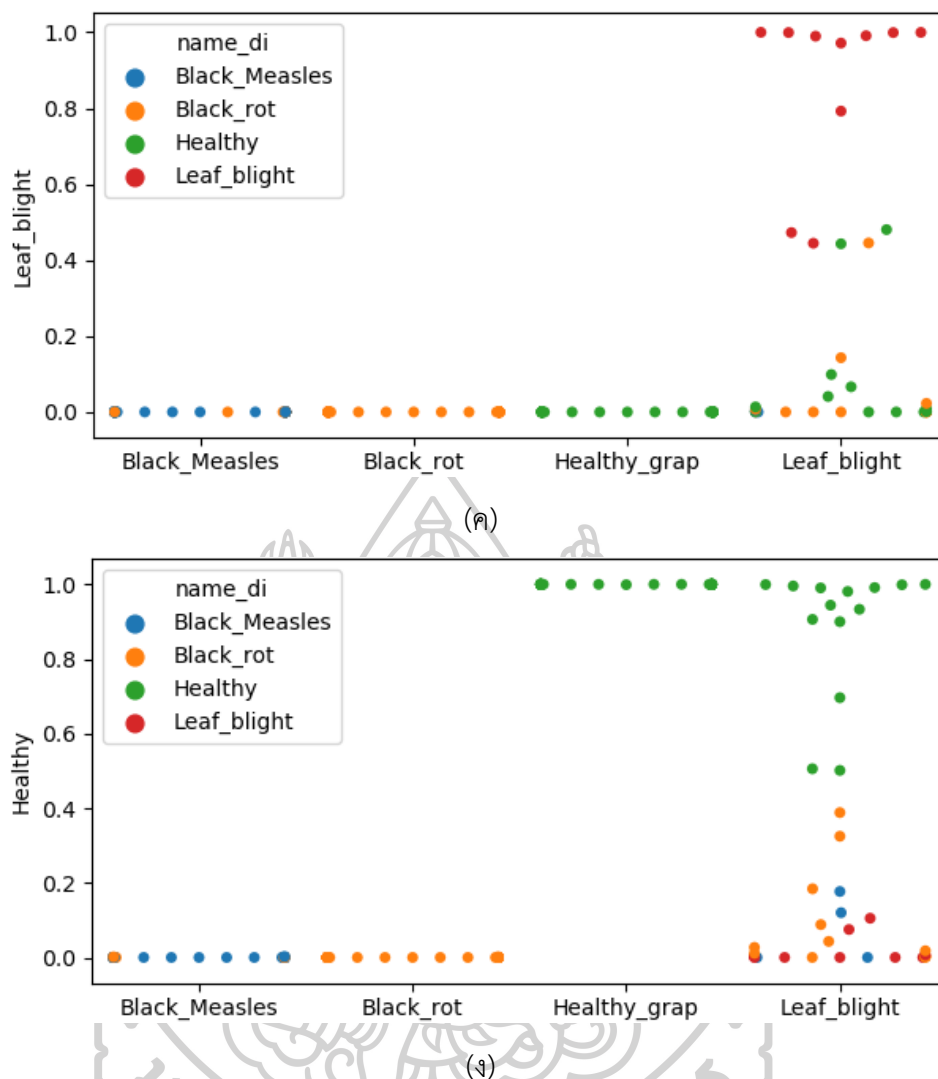 1.0
0.8
0.6
0.4
0.2
0.0
Leaf_blight
name_di
Black_Measles
Black_rot
Healthy
Leaf_blight
Black_Measles Black_rot Healthy_grap Leaf_blight
(ค)
1.0
0.8
0.6
0.4
0.2
0.0
Healthy
name_di
Black_Measles
Black_rot
Healthy
Leaf_blight
Black_Measles Black_rot Healthy_grap Leaf_blight
(ง)